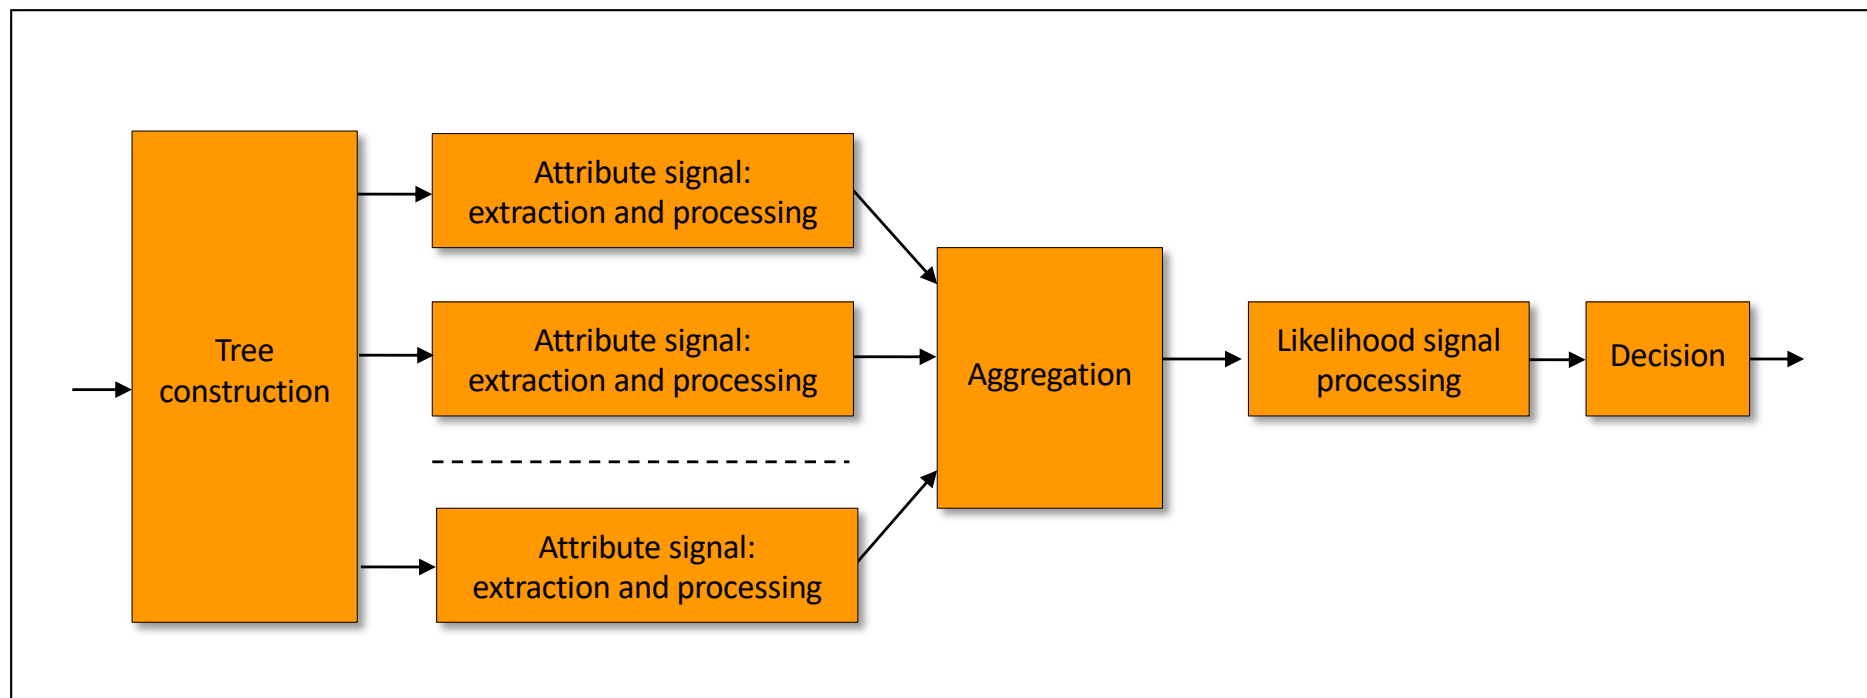 Tree
construction
Attribute signal:
extraction and processing
Attribute signal:
extraction and processing
Attribute signal:
extraction and processing
Aggregation
Likelihood signal
processing
Decision